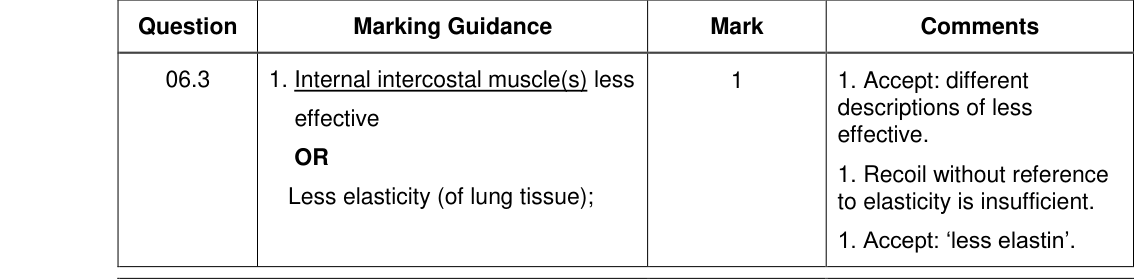 Question Marking Guidance Mark Comments
06.3 1. Internal intercostal muscle(s) less effective 1 1. Accept: different
descriptions of less
effective.
OR
1. Recoil without reference
to elasticity is insufficient.
Less elasticity (of lung tissue);
1. Accept: ‘less elastin’.